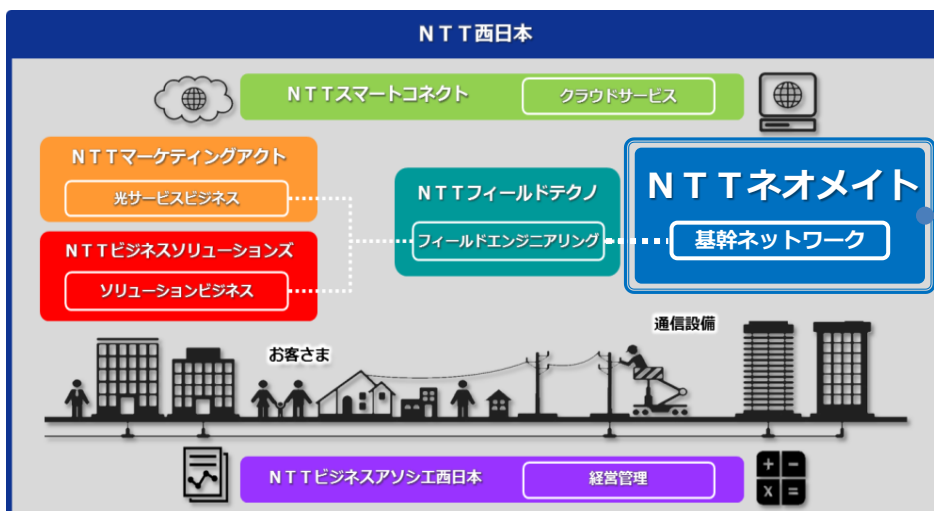 ＮＴＴ西日本
ＮＴＴスマートコネクト
クラウドサービス
ＮＴＴマーケティングアクト
光サービスビジネス
ＮＴＴビジネスソリューションズ
ソリューションビジネス
ＮＴＴフィールドテクノ
フィールドエンジニアリング
ＮＴＴネオメイト
基幹ネットワーク
お客さま
通信設備
ＮＴＴビジネスアソシエ西日本
経営管理